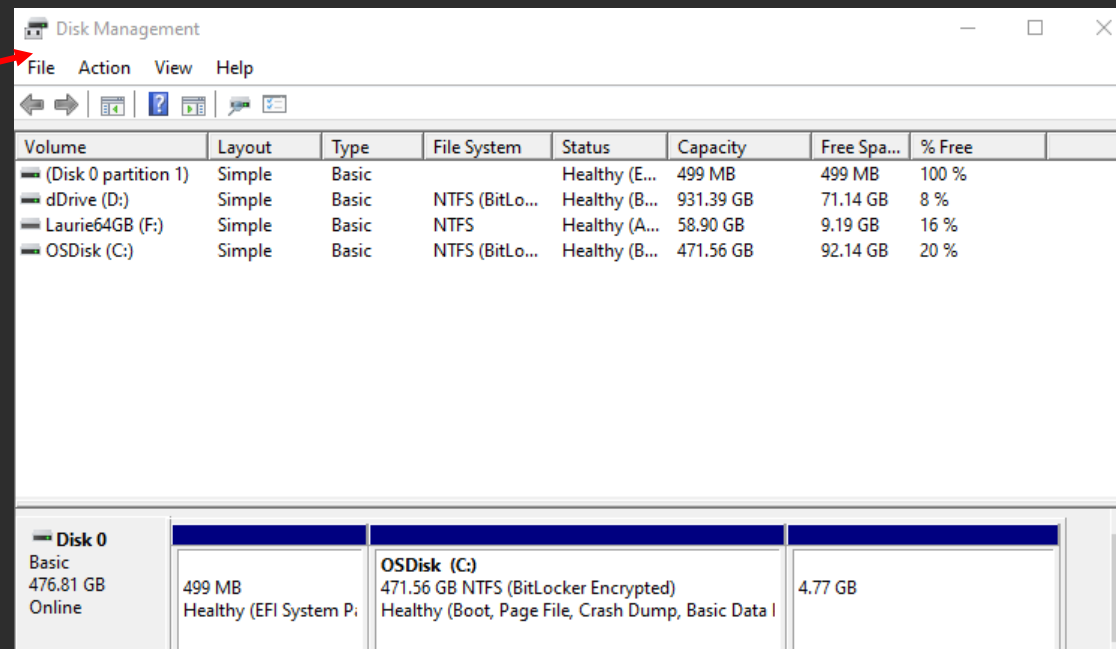 Disk Management
File Action View Help
Volume Layout Type File System Status Capacity Free Spa... % Free
(Disk 0 partition 1) Simple Basic Healthy (E... 499 MB 499 MB 100 %
dDrive (D:) Simple Basic NTFS (BitLo... Healthy (B... 931.39 GB 71.14 GB 8 %
Laurie64GB (F:) Simple Basic NTFS Healthy (A... 58.90 GB 9.19 GB 16 %
OSDisk (C:) Simple Basic NTFS (BitLo... Healthy (B... 471.56 GB 92.14 GB 20 %
Disk 0
Basic
476.81 GB
Online
499 MB
Healthy (EFI System P
OSDisk (C:)
471.56 GB NTFS (BitLocker Encrypted)
Healthy (Boot, Page File, Crash Dump, Basic Data
4.77 GB